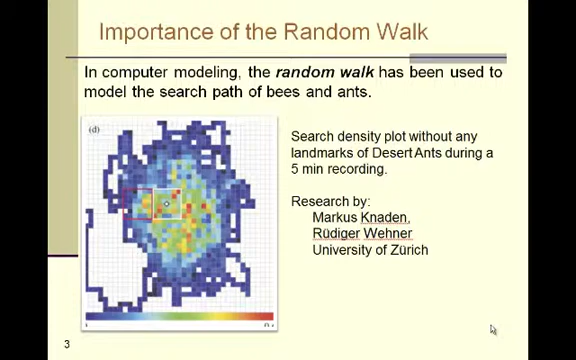 Importance of the Random Walk
In computer modeling, the random walk has been used to
model the search path of bees and ants.
(d)
Search density plot without any
landmarks of Desert Ants during a
5 min recording.
Research by:
Markus Knaden,
Rüdiger Wehner
University of Zürich
3